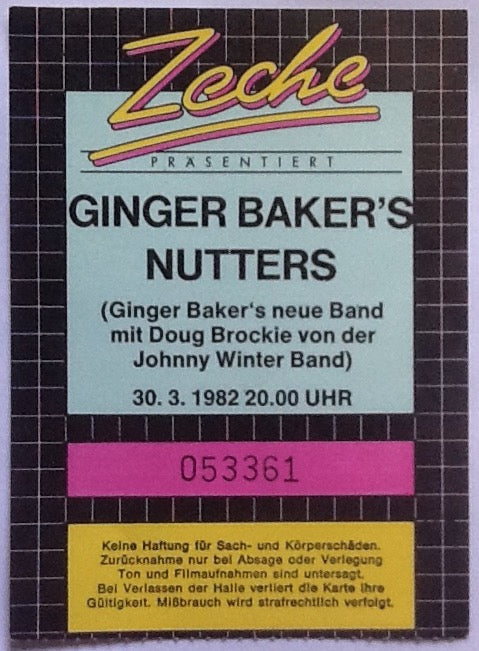 Zeche
PRÄSENTIERT
GINGER BAKER'S
NUTTERS
(Ginger Baker's neue Band
mit Doug Brockie von der
Johnny Winter Band)
30. 3. 1982 20.00 UHR
053361
Keine Haftung für Sach- und Körperschäden.
Zurücknahme nur bei Absage oder Verlegung
Ton und Filmaufnahmen sind untersagt.
Bei Verlassen der Halle verliert die Karte ihre
Gültigkeit. Mißbrauch wird strafrechtlich verfolgt.